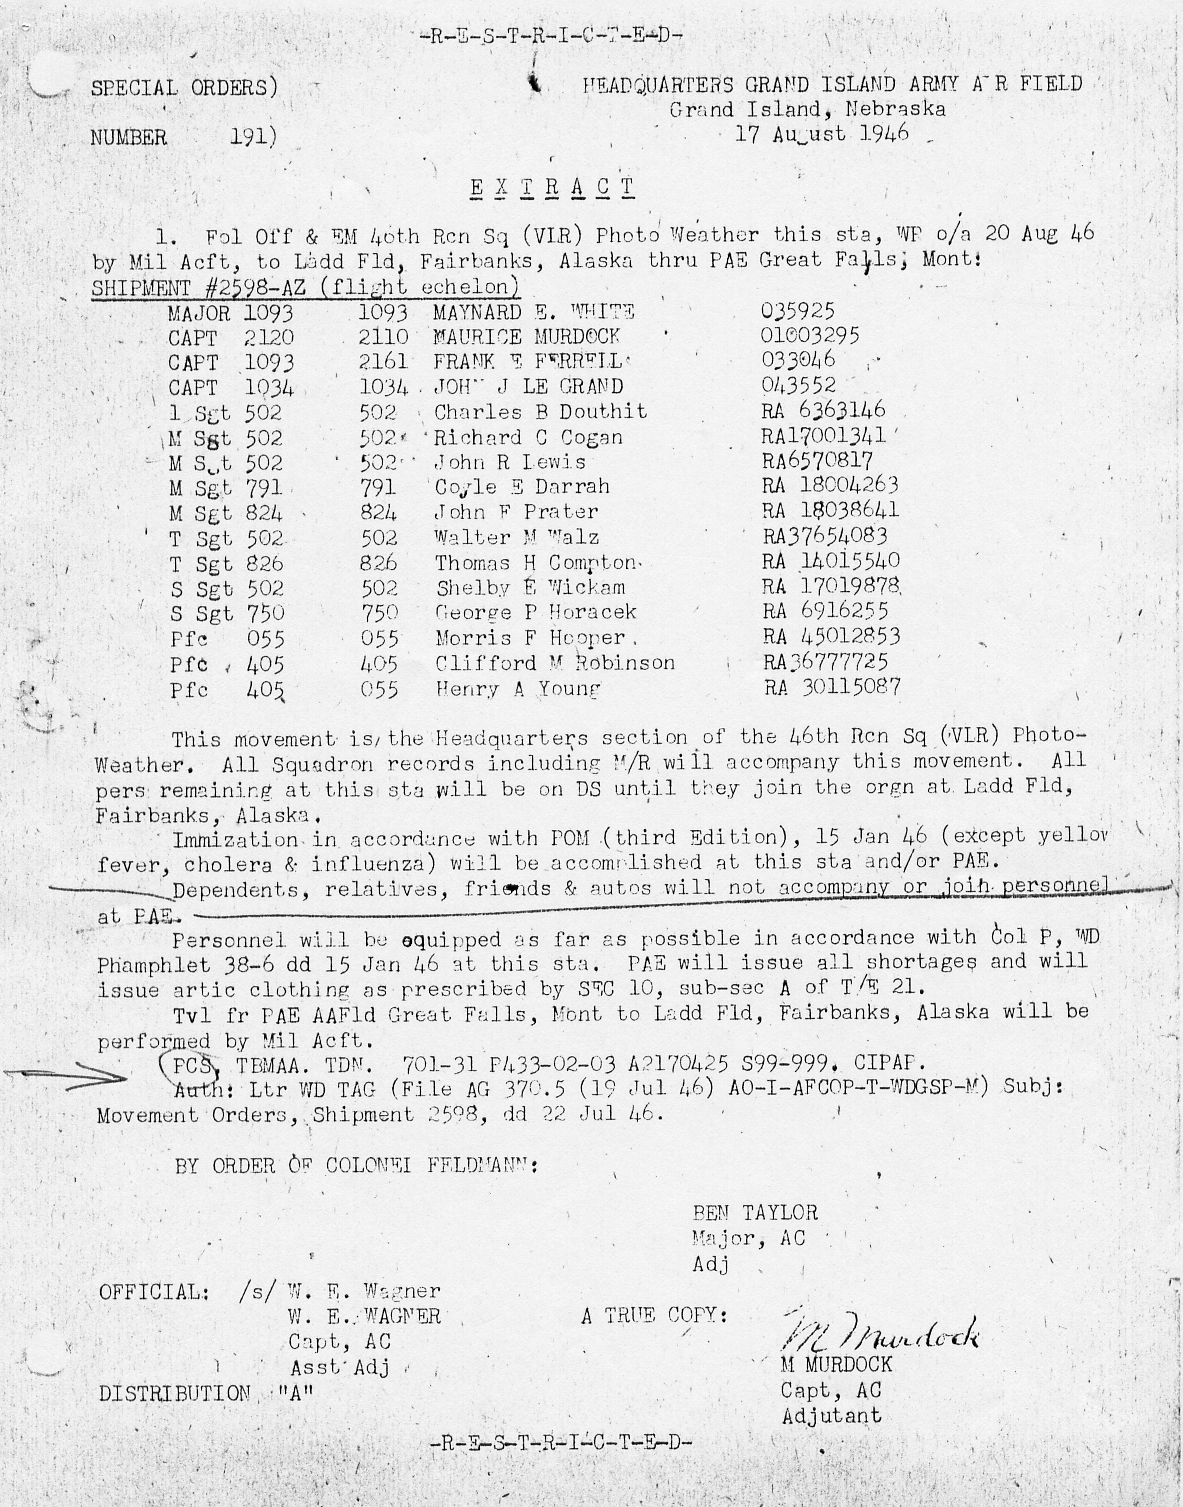 -R-E-S-T-R-I-C-T-E-D-
SPECIAL ORDERS) HEADQUARTERS GRAND ISLAND ARMY A R FIELD
Grand Island, Nebraska
NUMBER 191) 17 August 1946
E X T R A C T
1. Fol Off & EM 46th Rcn Sq (VLR) Photo Weather this sta, WP o/a 20 Aug 46
by Mil Acft, to Ladd Fld, Fairbanks, Alaska thru PAE Great Falls, Mont:
SHIPMENT #2598-AZ (flight echelon)
MAJOR 1093 1093 MAYNARD E. WHITE 035925
CAPT 2120 2110 MAURICE MURDOCK 01003295
CAPT 1093 2161 FRANK E FERRELL 033046
CAPT 1034 1034 JOHN J LE GRAND 043552
1 Sgt 502 502 Charles B Douthit RA 6363146
M Sgt 502 502 Richard C Cogan RA17001341
M Sgt 502 502 John R Lewis RA6570817
M Sgt 791 791 Coyle E Darrah RA 18004263
M Sgt 824 824 John F Prater RA 18038641
T Sgt 502 502 Walter M Walz RA37654083
T Sgt 826 826 Thomas H Compton RA 14015540
S Sgt 502 502 Shelby E Wickam RA 17019878
S Sgt 750 750 George P Horacek RA 6916255
Pfc 055 055 Morris F Hooper RA 45012853
Pfc 405 405 Clifford M Robinson RA36777725
Pfc 405 055 Henry A Young RA 30115087
This movement is the Headquarters section of the 46th Rcn Sq (VLR) Photo-
Weather. All Squadron records including M/R will accompany this movement. All
pers remaining at this sta will be on DS until they join the orgn at Ladd Fld,
Fairbanks, Alaska.
Immization in accordance with POM (third Edition), 15 Jan 46 (except yellow
fever, cholera & influenza) will be accomplished at this sta and/or PAE.
Dependents, relatives, friends & autos will not accompany or join personnel
at PAE.
Personnel will be equipped as far as possible in accordance with Col P, WD
Phamphlet 38-6 dd 15 Jan 46 at this sta. PAE will issue all shortages and will
issue artic clothing as prescribed by SEC 10, sub-sec A of T/E 21.
Tvl fr PAE AAFld Great Falls, Mont to Ladd Fld, Fairbanks, Alaska will be
performed by Mil Acft.
PCS, TBMAA. TDN. 701-31 P433-02-03 A2170425 S99-999. CIPAP.
Auth: Ltr WD TAG (File AG 370.5 (19 Jul 46) AO-I-AFCOP-T-WDGSP-M) Subj:
Movement Orders, Shipment 2598, dd 22 Jul 46.
BY ORDER OF COLONEL FELDMANN:
BEN TAYLOR
Major, AC
Adj
OFFICIAL: /s/ W. E. Wagner
W. E. WAGNER A TRUE COPY: M Murdock
Capt, AC M MURDOCK
Asst Adj Capt, AC
DISTRIBUTION "A" Adjutant
-R-E-S-T-R-I-C-T-E-D-